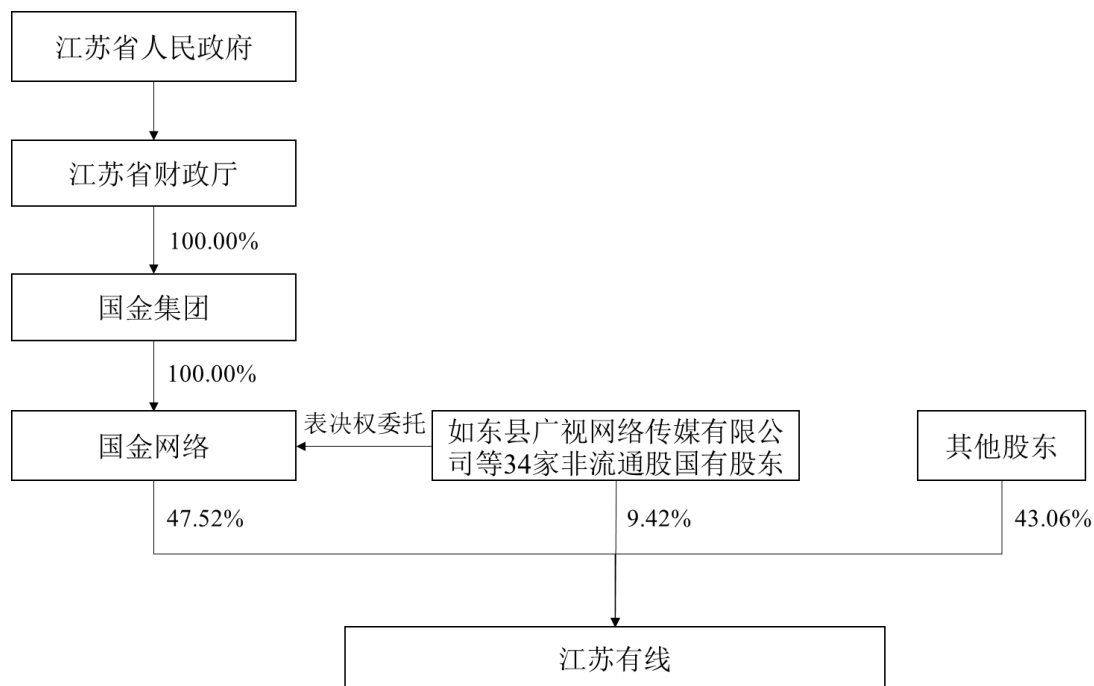 江苏省人民政府
江苏省财政厅
100.00%
国金集团
100.00%
国金网络
表决权委托
如东县广视网络传媒有限公
司等34家非流通股国有股东
其他股东
47.52%
9.42%
43.06%
江苏有线